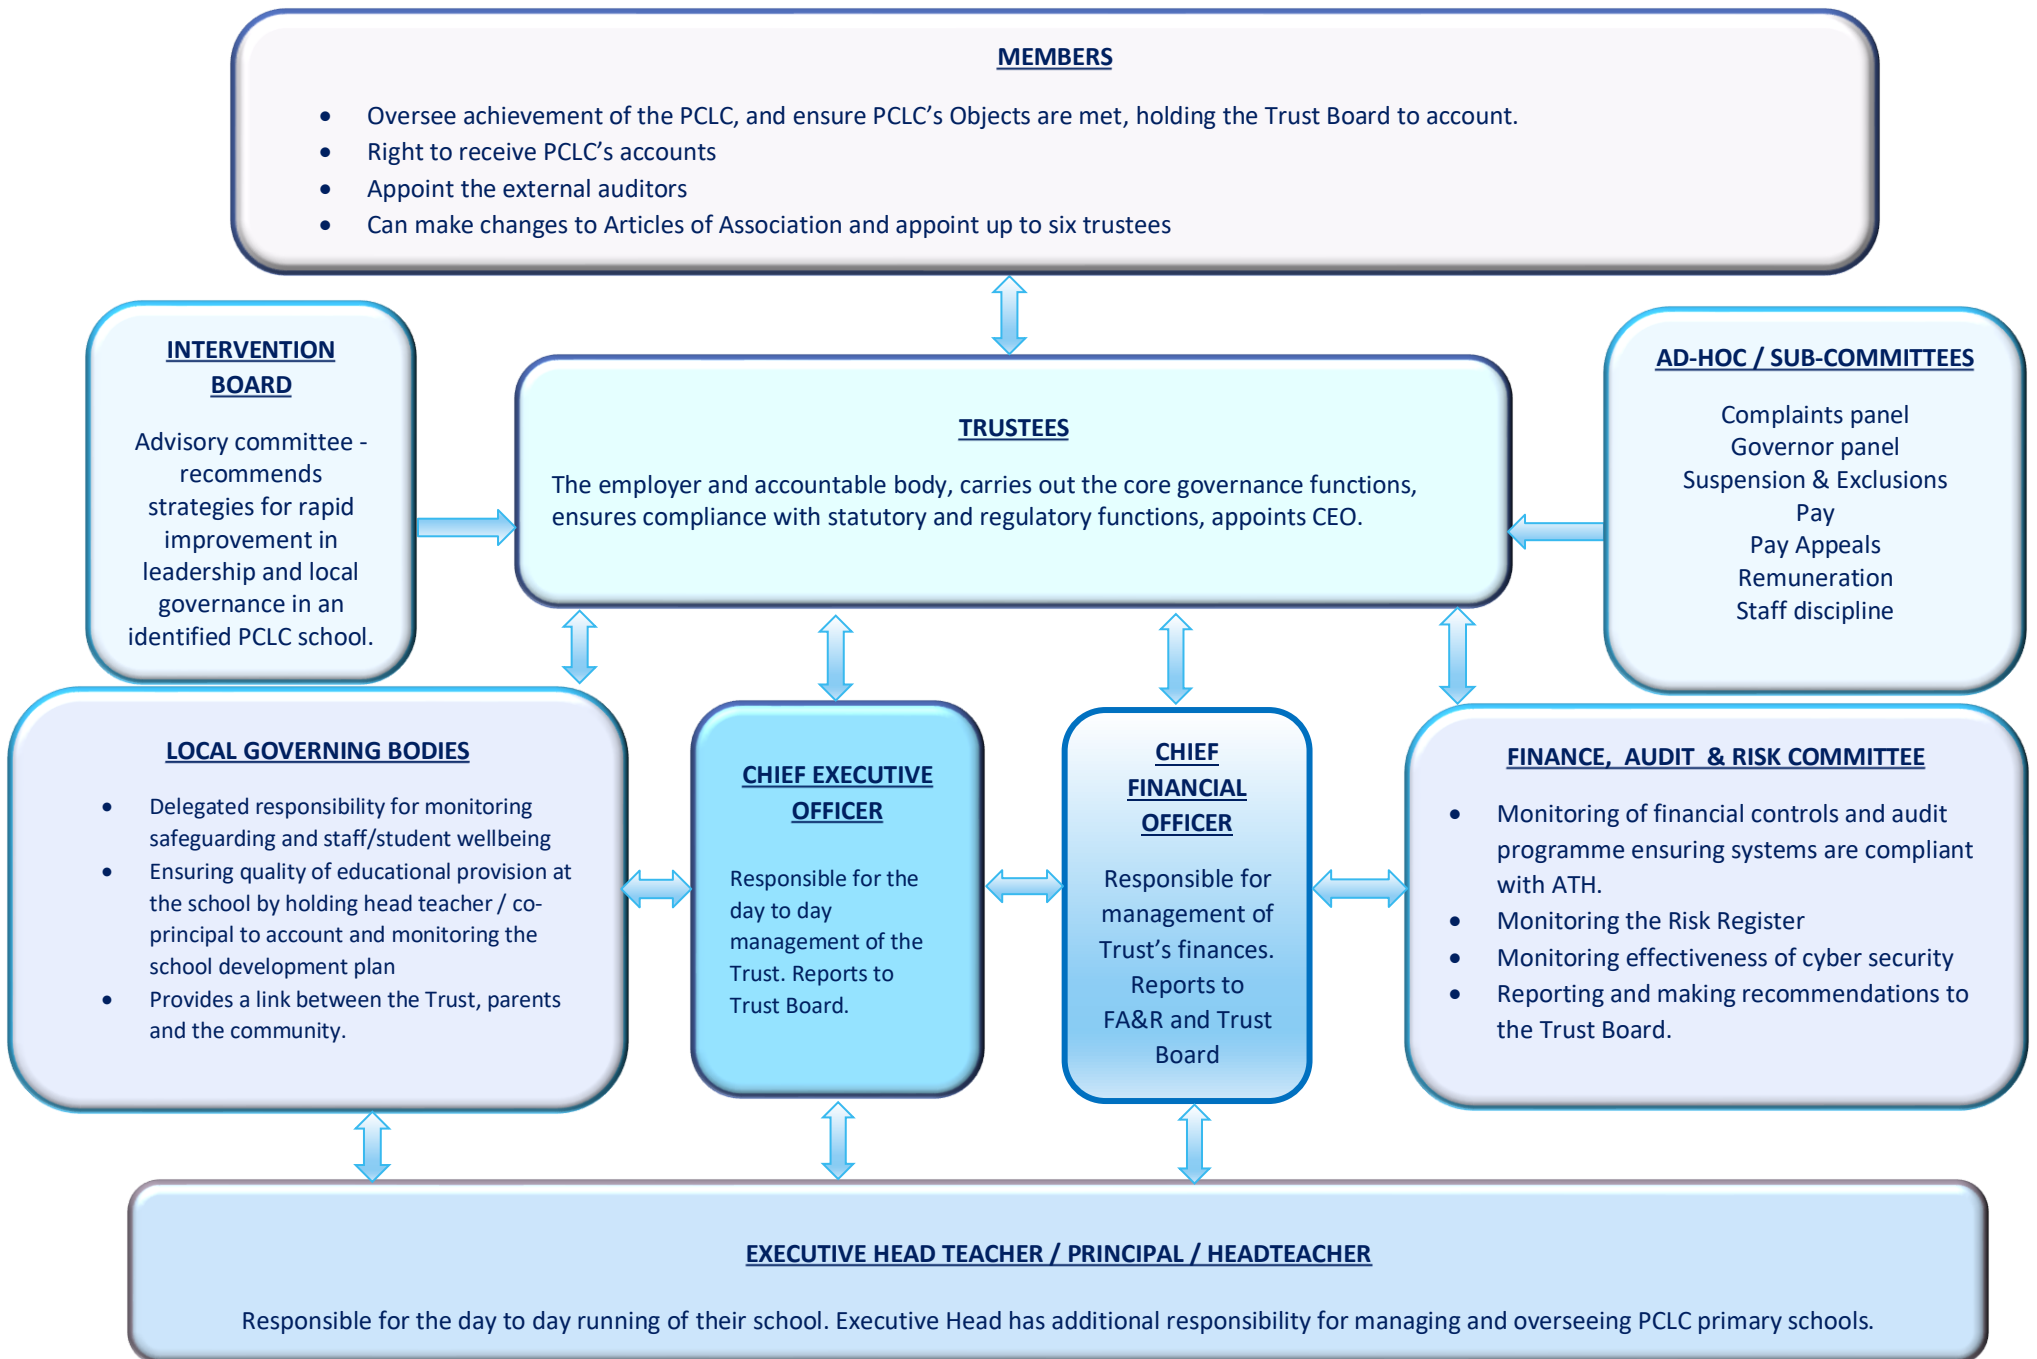 MEMBERS
• Oversee achievement of the PCLC, and ensure PCLC’s Objects are met, holding the Trust Board to account.
• Right to receive PCLC’s accounts
• Appoint the external auditors
• Can make changes to Articles of Association and appoint up to six trustees
INTERVENTION
BOARD
Advisory committee -
recommends
strategies for rapid
improvement in
leadership and local
governance in an
identified PCLC school.
TRUSTEES
The employer and accountable body, carries out the core governance functions,
ensures compliance with statutory and regulatory functions, appoints CEO.
AD-HOC / SUB-COMMITTEES
Complaints panel
Governor panel
Suspension & Exclusions
Pay
Pay Appeals
Remuneration
Staff discipline
LOCAL GOVERNING BODIES
• Delegated responsibility for monitoring
safeguarding and staff/student wellbeing
• Ensuring quality of educational provision at
the school by holding head teacher / co-
principal to account and monitoring the
school development plan
• Provides a link between the Trust, parents
and the community.
CHIEF EXECUTIVE
OFFICER
Responsible for the
day to day
management of the
Trust. Reports to
Trust Board.
CHIEF
FINANCIAL
OFFICER
Responsible for
management of
Trust’s finances.
Reports to
FA&R and Trust
Board
FINANCE, AUDIT & RISK COMMITTEE
• Monitoring of financial controls and audit
programme ensuring systems are compliant
with ATH.
• Monitoring the Risk Register
• Monitoring effectiveness of cyber security
• Reporting and making recommendations to
the Trust Board.
EXECUTIVE HEAD TEACHER / PRINCIPAL / HEADTEACHER
Responsible for the day to day running of their school. Executive Head has additional responsibility for managing and overseeing PCLC primary schools.